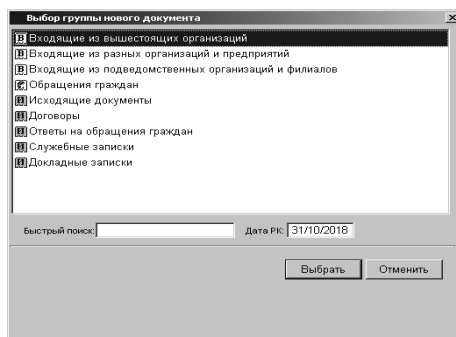 Выбор группы нового документа
В Входящие из вышестоящих организаций
В Входящие из разных организаций и предприятий
В Входящие из подведомственных организаций и филиалов
Обращения граждан
Исходящие документы
Договоры
Ответы на обращения граждан
Служебные записки
Докладные записки
Быстрый поиск: Дата РК: 31/10/2018
Выбрать Отменить